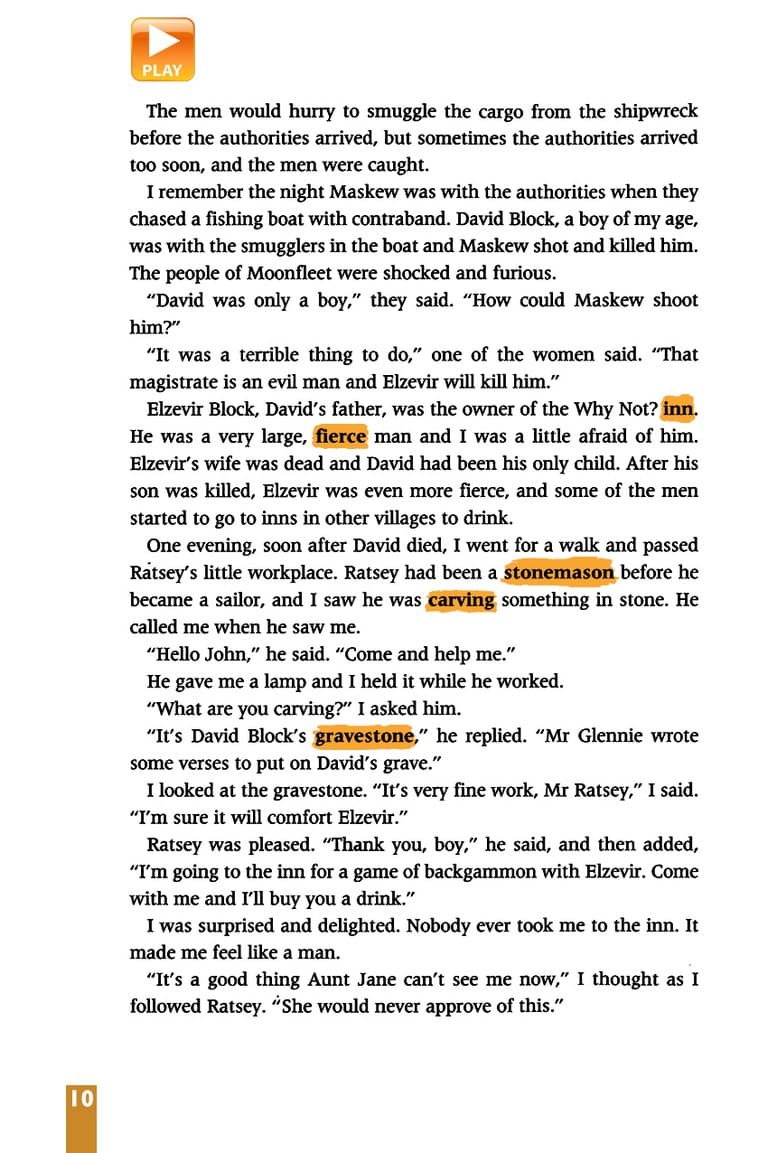 PLAY
The men would hurry to smuggle the cargo from the shipwreck
before the authorities arrived, but sometimes the authorities arrived
too soon, and the men were caught.
I remember the night Maskew was with the authorities when they
chased a fishing boat with contraband. David Block, a boy of my age,
was with the smugglers in the boat and Maskew shot and killed him.
The people of Moonfleet were shocked and furious.
“David was only a boy,” they said. “How could Maskew shoot
him?”
“It was a terrible thing to do,” one of the women said. “That
magistrate is an evil man and Elzevir will kill him.”
Elzevir Block, David’s father, was the owner of the Why Not? inn.
He was a very large, fierce man and I was a little afraid of him.
Elzevir’s wife was dead and David had been his only child. After his
son was killed, Elzevir was even more fierce, and some of the men
started to go to inns in other villages to drink.
One evening, soon after David died, I went for a walk and passed
Ratsey’s little workplace. Ratsey had been a stonemason before he
became a sailor, and I saw he was carving something in stone. He
called me when he saw me.
“Hello John,” he said. “Come and help me.”
He gave me a lamp and I held it while he worked.
“What are you carving?” I asked him.
“It’s David Block’s gravestone,” he replied. “Mr Glennie wrote
some verses to put on David’s grave.”
I looked at the gravestone. “It’s very fine work, Mr Ratsey,” I said.
“I’m sure it will comfort Elzevir.”
Ratsey was pleased. “Thank you, boy,” he said, and then added,
“I’m going to the inn for a game of backgammon with Elzevir. Come
with me and I’ll buy you a drink.”
I was surprised and delighted. Nobody ever took me to the inn. It
made me feel like a man.
“It’s a good thing Aunt Jane can’t see me now,” I thought as I
followed Ratsey. “She would never approve of this.”
10